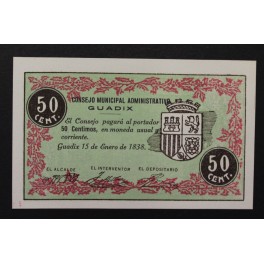 CONSEJO MUNICIPAL ADMINISTRATIVO
GUADIX
50
CENT.
El Consejo pagará al portador
50 Centimos, en moneda usual y
corriente.
Guadix 15 de Enero de 1938.
EL ALCALDE EL INTERVENTOR EL DEPOSITARIO
50
CENT.